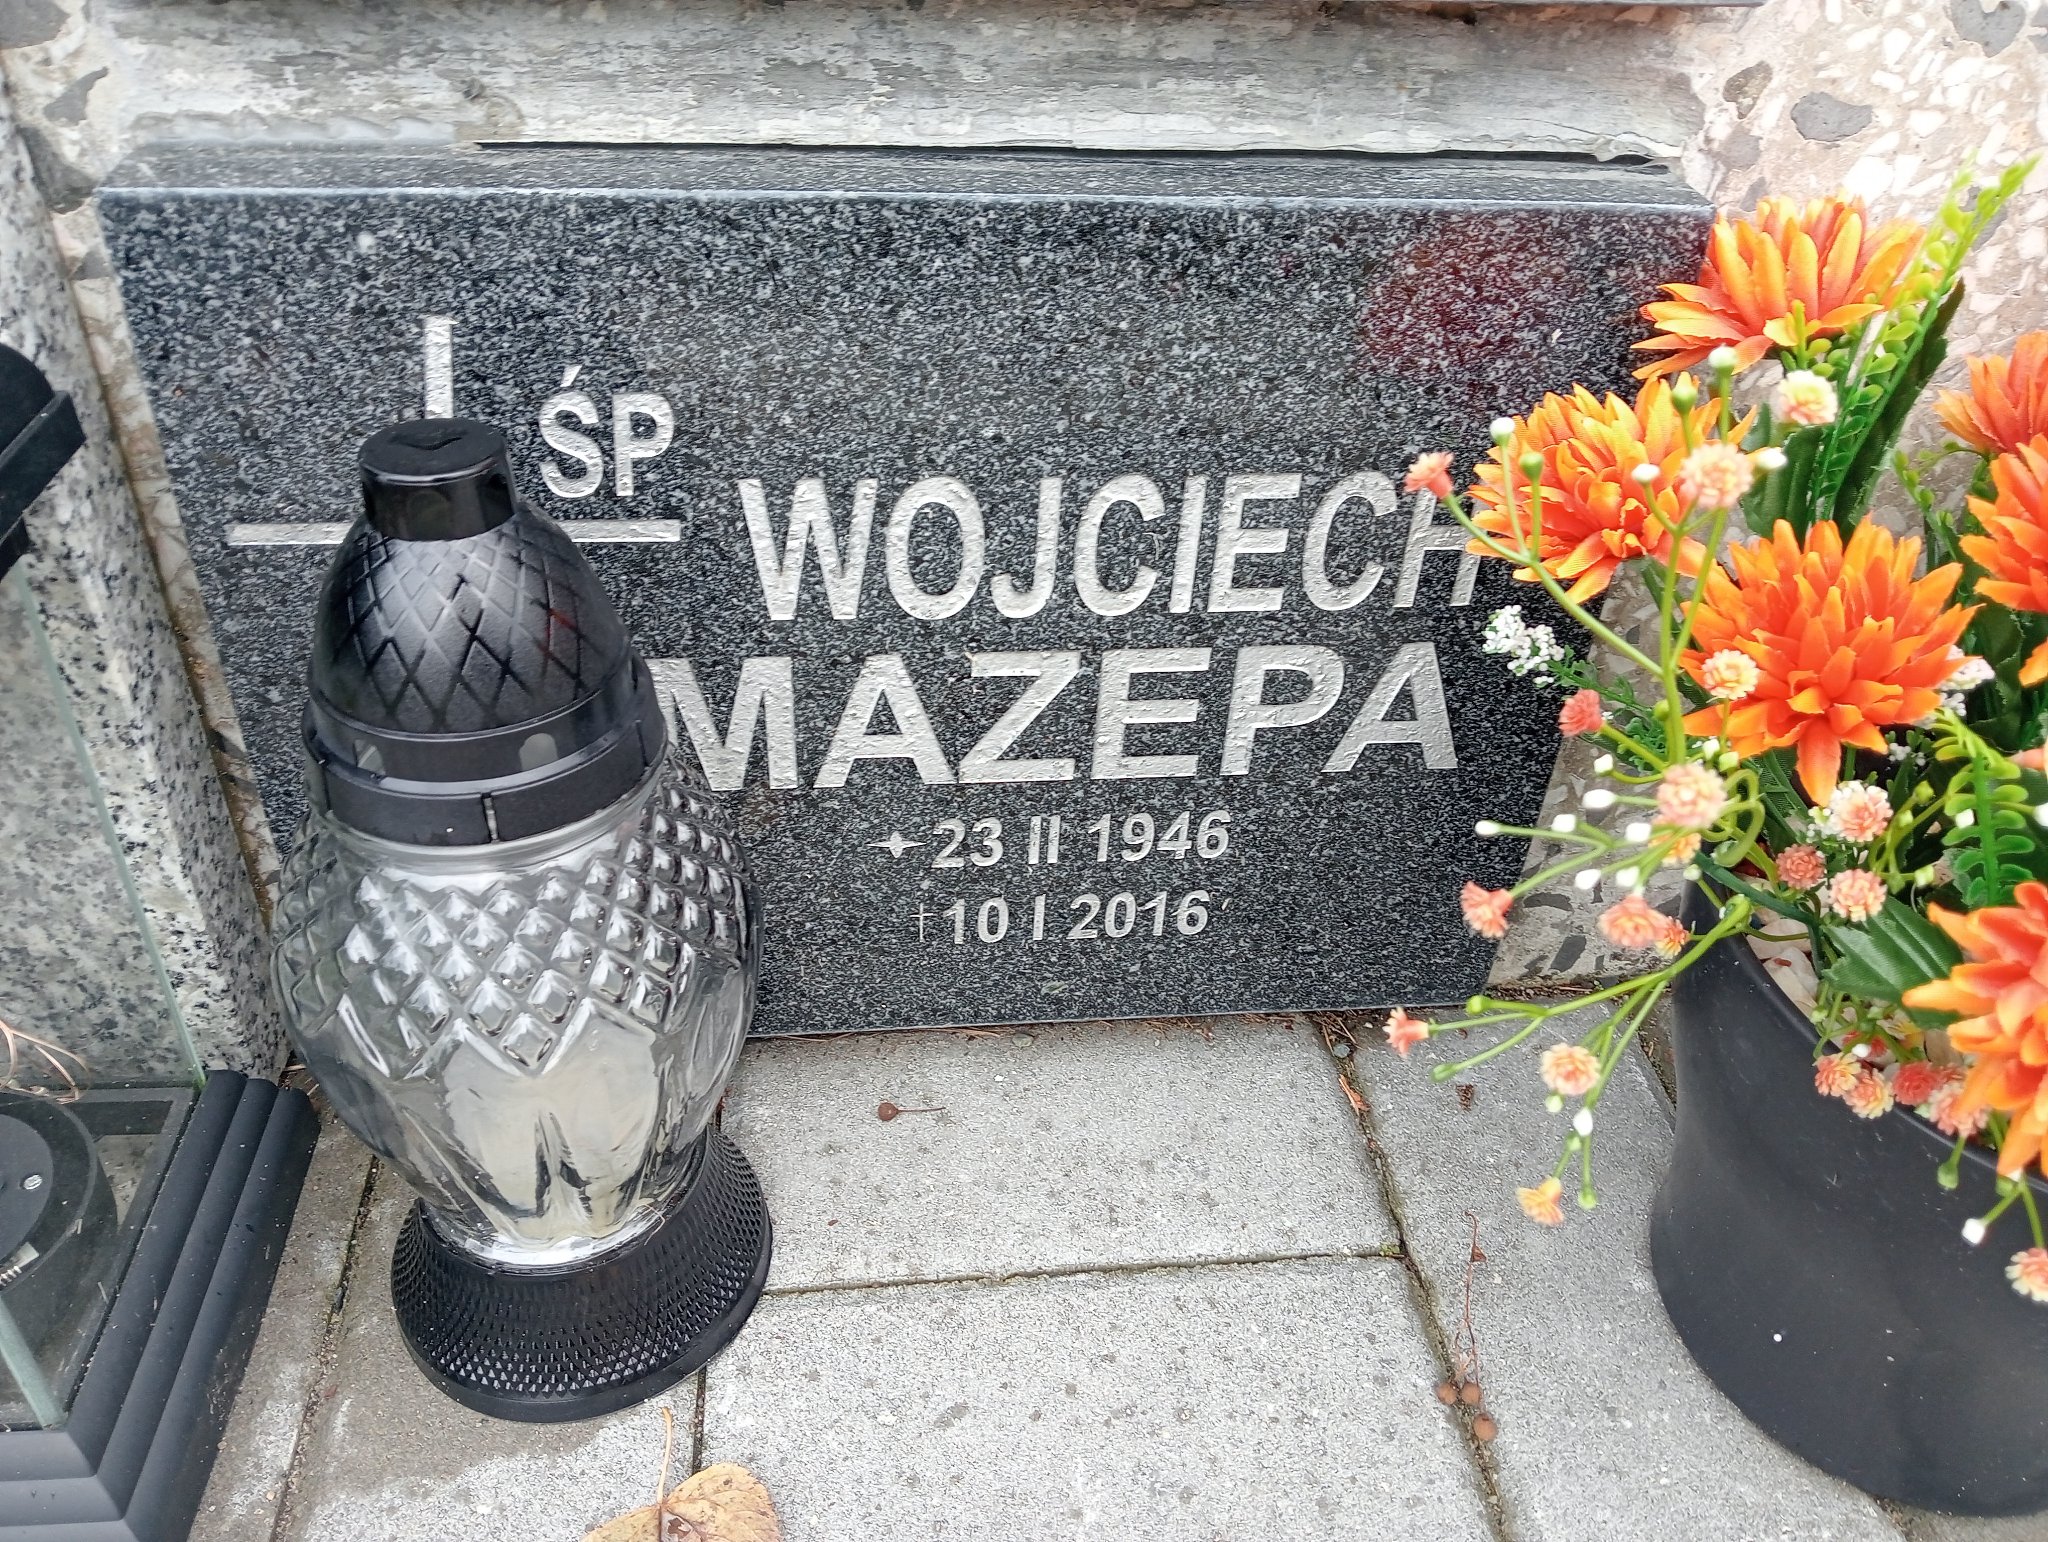 ŚP
WOJCIECH
MAZEPA
23 II 1946
†10 I 2016